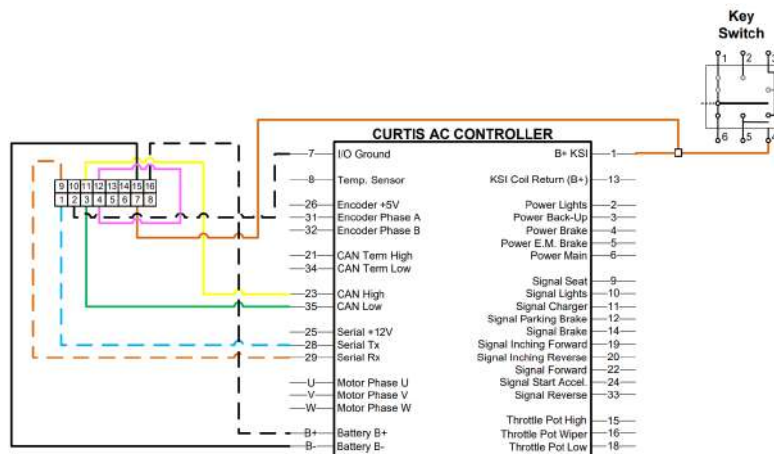 Key
Switch
1 2 3
6 5 4
CURTIS AC CONTROLLER
7 I/O Ground
8 Temp. Sensor
26 Encoder +5V
31 Encoder Phase A
32 Encoder Phase B
21 CAN Term High
34 CAN Term Low
23 CAN High
35 CAN Low
25 Serial +12V
28 Serial Tx
29 Serial Rx
U Motor Phase U
V Motor Phase V
W Motor Phase W
B+ Battery B+
B- Battery B-
B+ KSI 1
KSI Coil Return (B+) 13
Power Lights 2
Power Back-Up 3
Power Brake 4
Power E.M. Brake 5
Power Main 6
Signal Seat 9
Signal Lights 10
Signal Charger 11
Signal Parking Brake 12
Signal Brake 14
Signal Inching Forward 19
Signal Inching Reverse 20
Signal Forward 22
Signal Start Accel. 24
Signal Reverse 33
Throttle Pot High 15
Throttle Pot Wiper 16
Throttle Pot Low 18
9 10 11 12 13 14 15 16
1 2 3 4 5 6 7 8